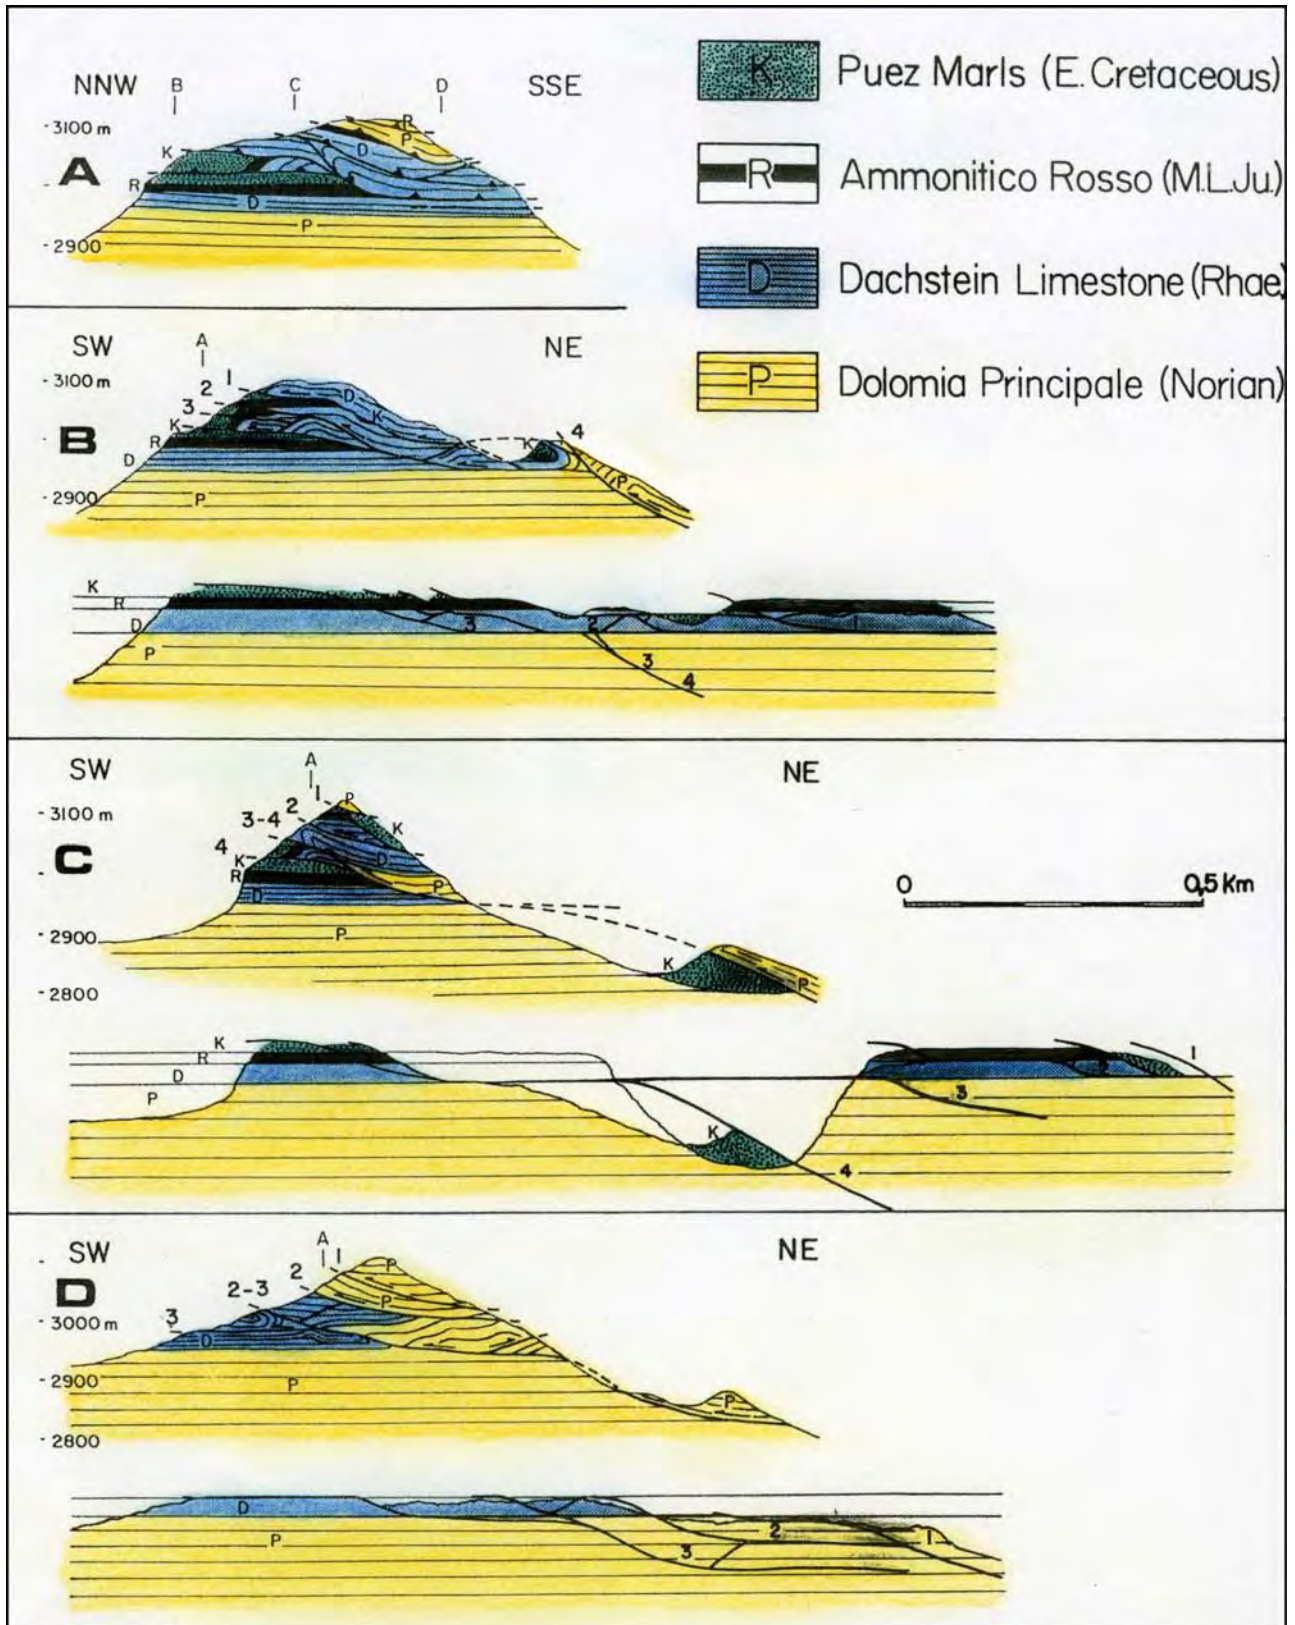 NNW B C D SSE
- 3100 m
R
P
K
D
A
R
D
P
- 2900
K Puez Marls (E. Cretaceous)
R Ammonitico Rosso (M.L.Ju.)
D Dachstein Limestone (Rhae.)
P Dolomia Principale (Norian)
SW A NE
- 3100 m
1
2 D
3 K
K K 4
B
R
D
P
- 2900 P
K
R
D 3 2 1
P 3
4
SW A NE
1 P
- 3100 m
2
3-4 K
4
K D
C
R P
D
0 0,5 Km
- 2900 P
K
P
- 2800
K
R 1
D 2
P 3
K
4
SW A NE
1 P
2
D
2-3 P
3
- 3000 m
D
- 2900
P
P
- 2800
D
2 1
P 3